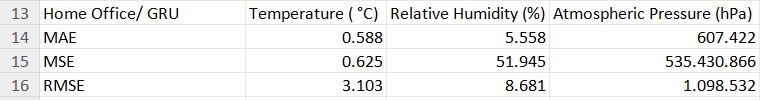 13 Home Office/ GRU Temperature ( °C) Relative Humidity (%) Atmospheric Pressure (hPa)
14 MAE 0.588 5.558 607.422
15 MSE 0.625 51.945 535.430.866
16 RMSE 3.103 8.681 1.098.532